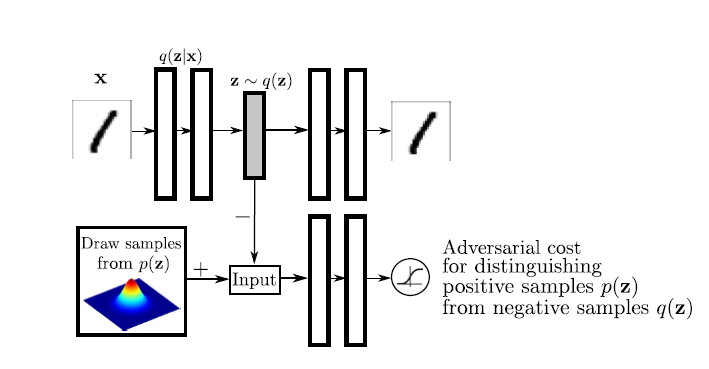 q(z|x)
x
z ∼ q(z)
−
Draw samples
from p(z)
+
Input
Adversarial cost
for distinguishing
positive samples p(z)
from negative samples q(z)